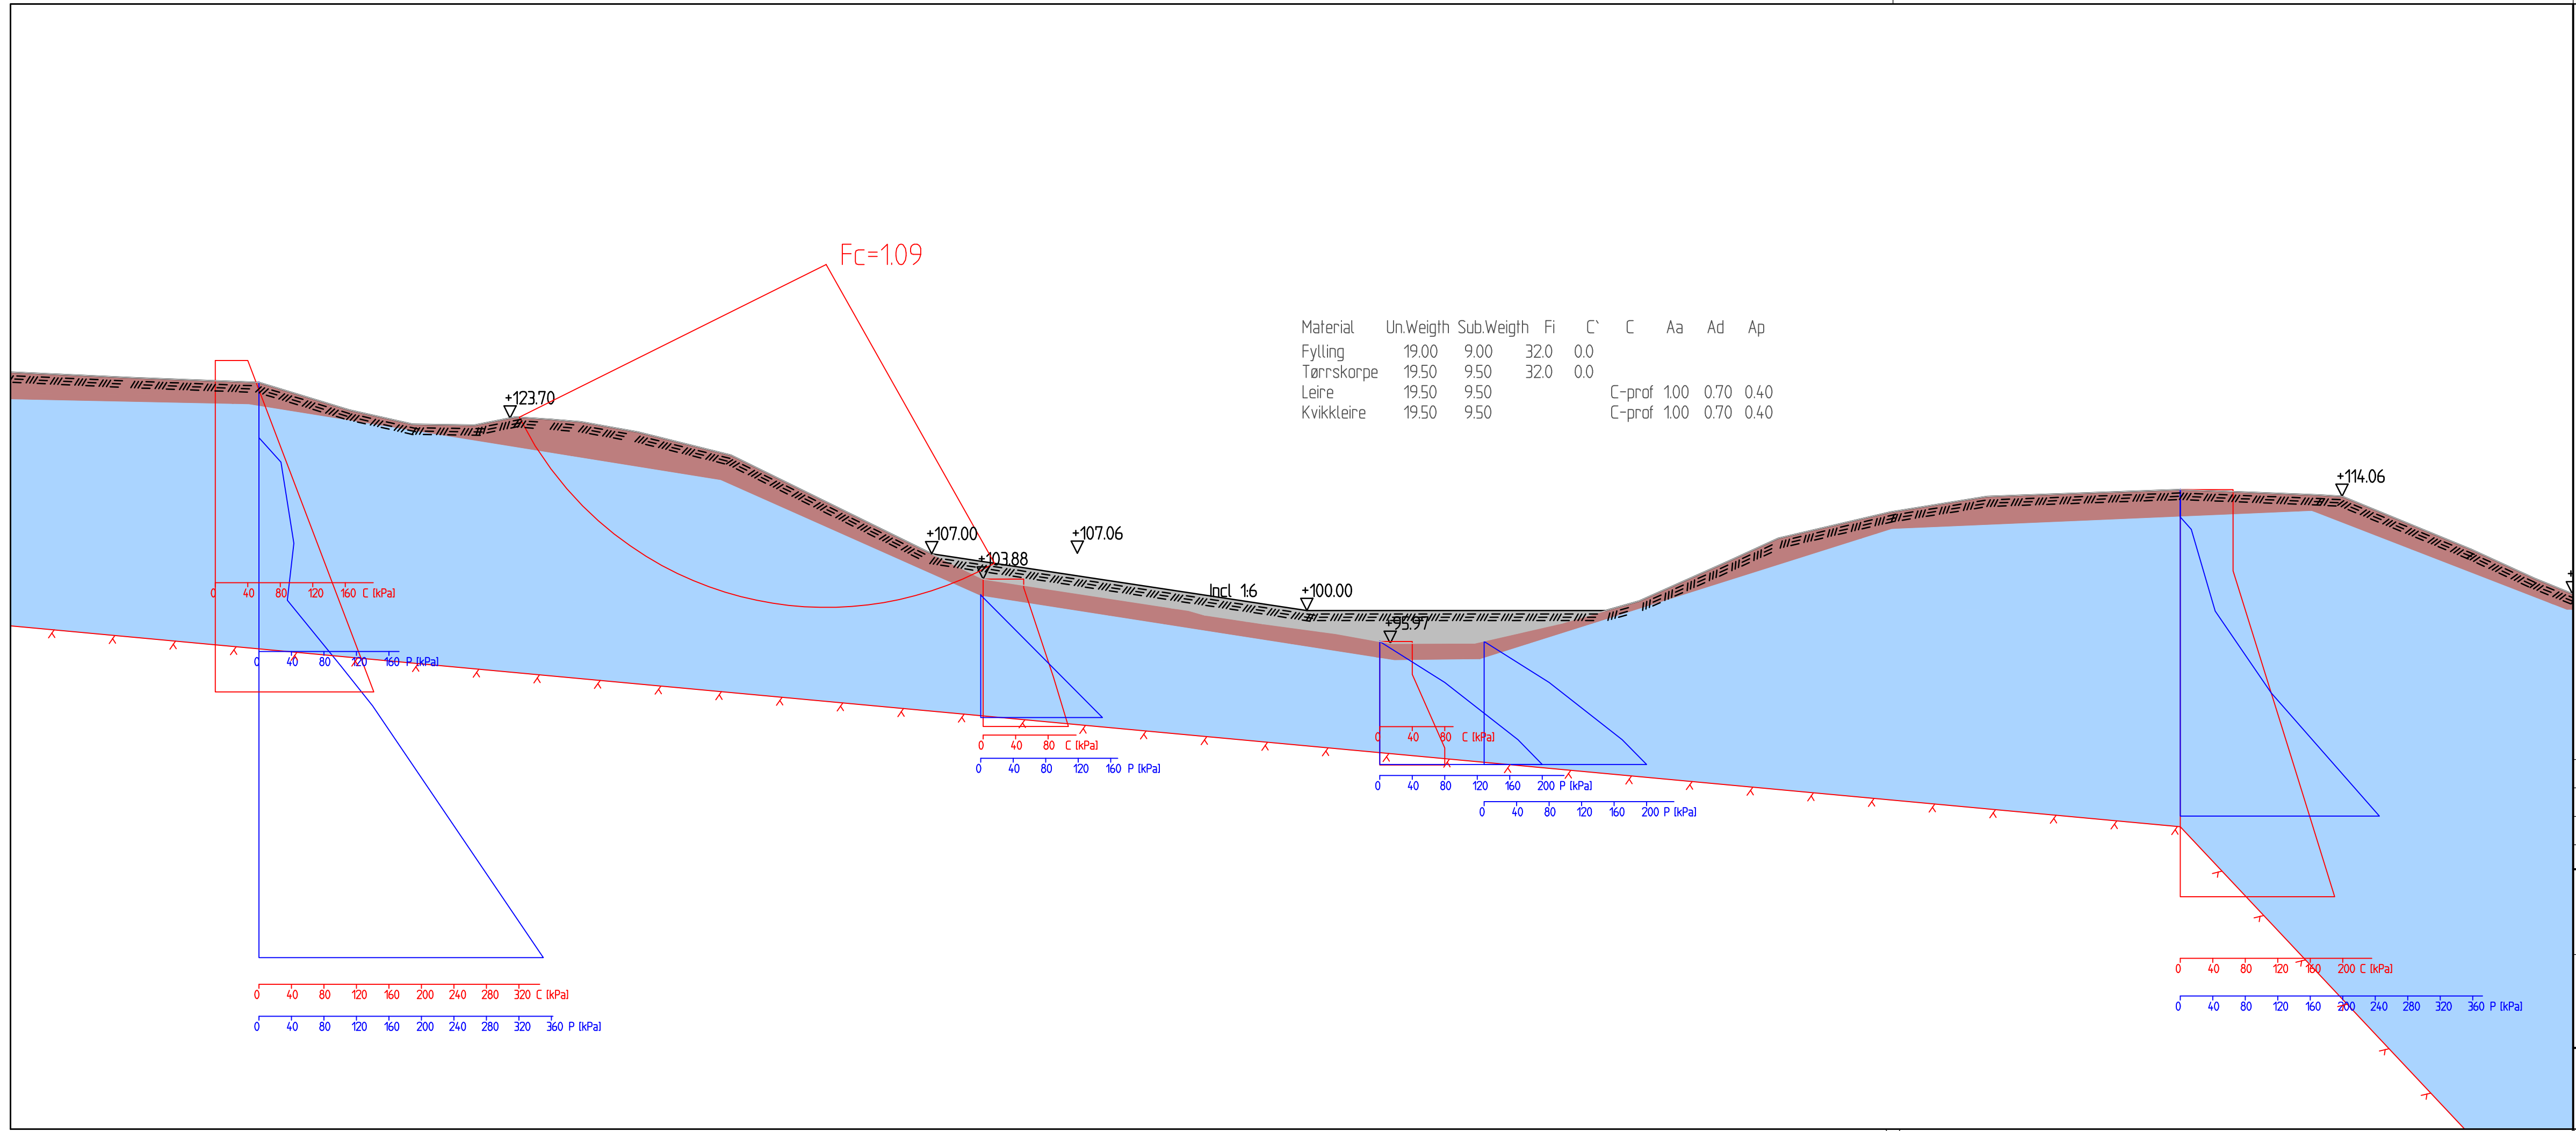 Fc=1.09
Material Un.Weigth Sub.Weigth Fi C` C Aa Ad Ap
Fylling 19.00 9.00 32.0 0.0
Tørrskorpe 19.50 9.50 32.0 0.0
Leire 19.50 9.50 C-prof 1.00 0.70 0.40
Kvikkleire 19.50 9.50 C-prof 1.00 0.70 0.40
+123.70
+114.06
+107.00
+107.06
+103.88
Incl 1:6
+100.00
+95.97
+
0 40 80 120 160 C [kPa]
0 40 80 120 160 P [kPa]
0 40 80 C [kPa]
0 40 80 C [kPa]
0 40 80 120 160 P [kPa]
0 40 80 120 160 200 P [kPa]
0 40 80 120 160 200 P [kPa]
0 40 80 120 160 200 C [kPa]
0 40 80 120 160 200 240 280 320 C [kPa]
0 40 80 120 160 200 240 280 320 360 P [kPa]
0 40 80 120 160 200 240 280 320 360 P [kPa]